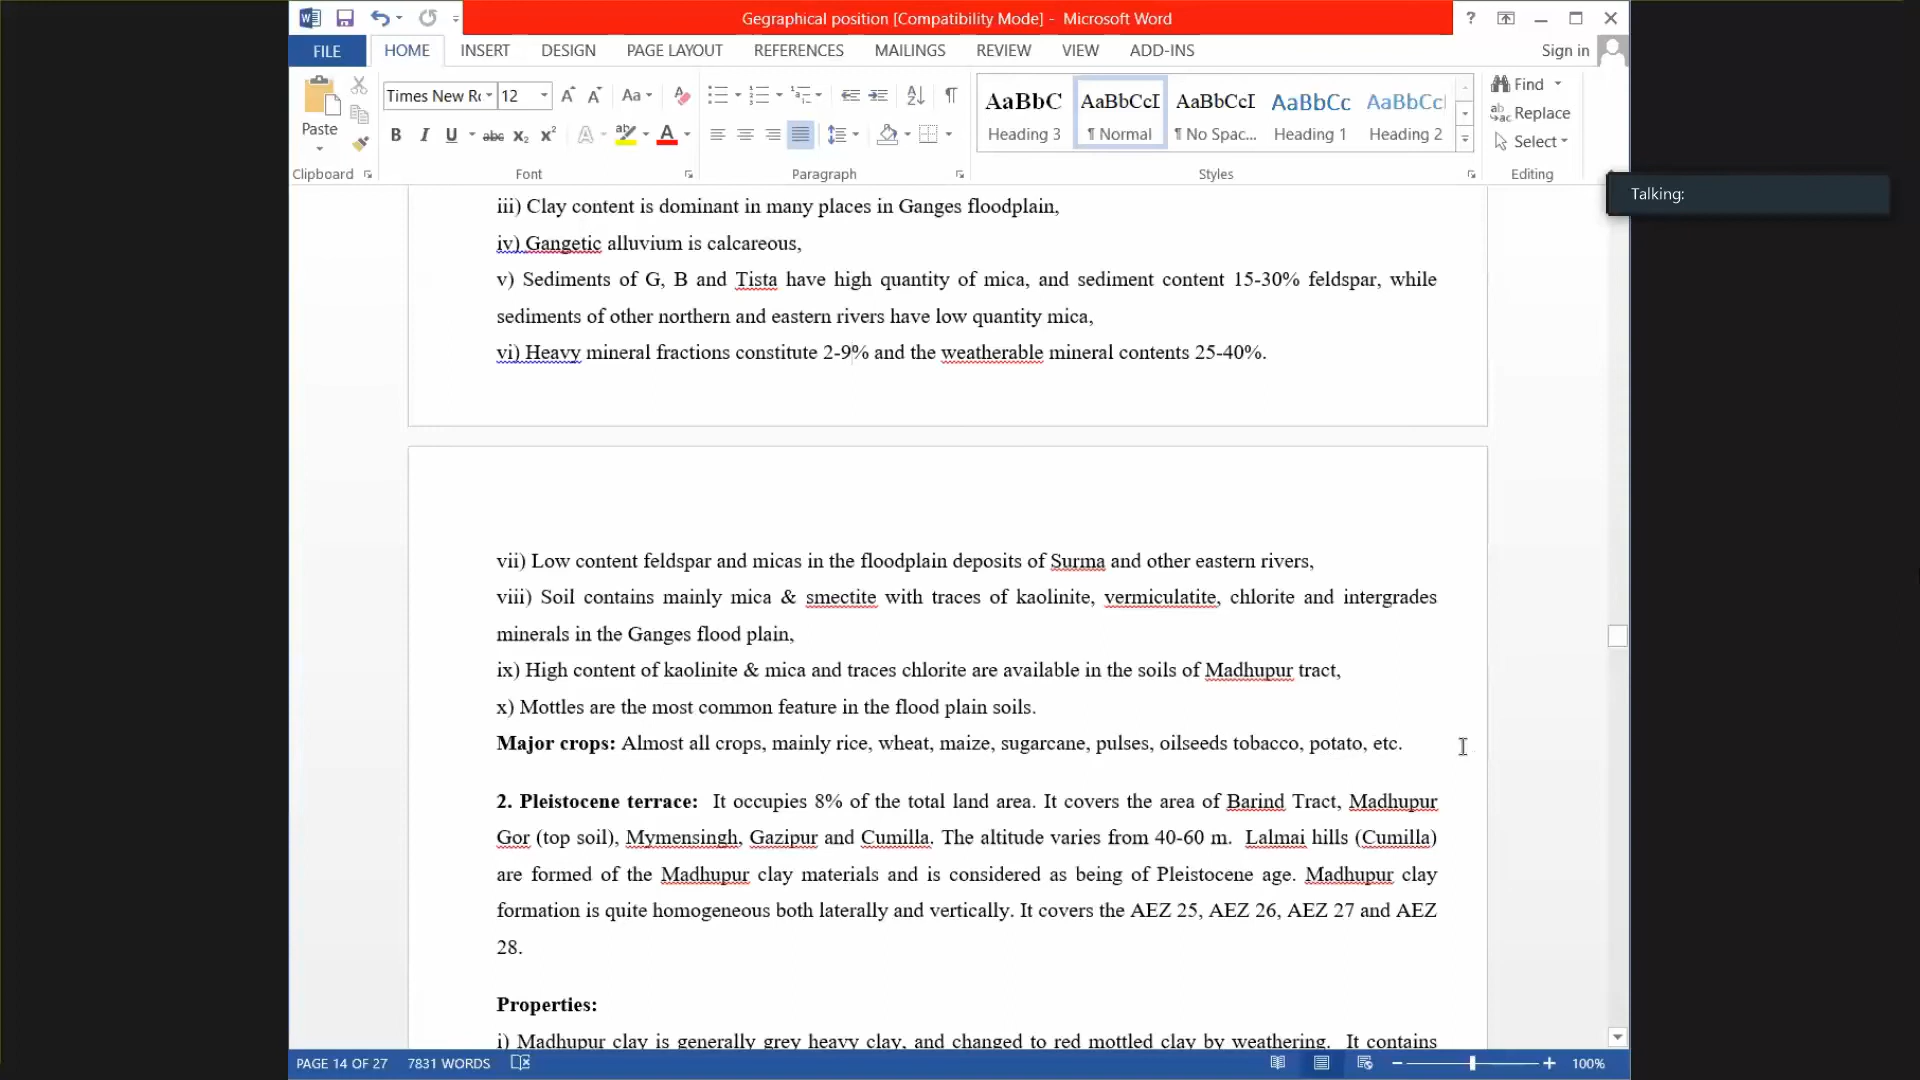 Gegraphical position [Compatibility Mode] - Microsoft Word
?
FILE HOME INSERT DESIGN PAGE LAYOUT REFERENCES MAILINGS REVIEW VIEW ADD-INS Sign in
Paste
Clipboard
Times New Ro 12
Aa
B I U abc x₂ x²
Font
Paragraph
AaBbC AaBbCcI AaBbCcI AaBbCc AaBbCcI
Heading 3 ¶ Normal ¶ No Spac... Heading 1 Heading 2
Styles
Find
Replace
Select
Editing
Talking:
iii) Clay content is dominant in many places in Ganges floodplain,
iv) Gangetic alluvium is calcareous,
v) Sediments of G, B and Tista have high quantity of mica, and sediment content 15-30% feldspar, while
sediments of other northern and eastern rivers have low quantity mica,
vi) Heavy mineral fractions constitute 2-9% and the weatherable mineral contents 25-40%.
vii) Low content feldspar and micas in the floodplain deposits of Surma and other eastern rivers,
viii) Soil contains mainly mica & smectite with traces of kaolinite, vermiculatite, chlorite and intergrades
minerals in the Ganges flood plain,
ix) High content of kaolinite & mica and traces chlorite are available in the soils of Madhupur tract,
x) Mottles are the most common feature in the flood plain soils.
Major crops: Almost all crops, mainly rice, wheat, maize, sugarcane, pulses, oilseeds tobacco, potato, etc.
2. Pleistocene terrace: It occupies 8% of the total land area. It covers the area of Barind Tract, Madhupur
Gor (top soil), Mymensingh, Gazipur and Cumilla. The altitude varies from 40-60 m. Lalmai hills (Cumilla)
are formed of the Madhupur clay materials and is considered as being of Pleistocene age. Madhupur clay
formation is quite homogeneous both laterally and vertically. It covers the AEZ 25, AEZ 26, AEZ 27 and AEZ
28.
Properties:
i) Madhupur clay is generally grey heavy clay, and changed to red mottled clay by weathering. It contains
PAGE 14 OF 27 7831 WORDS 100%